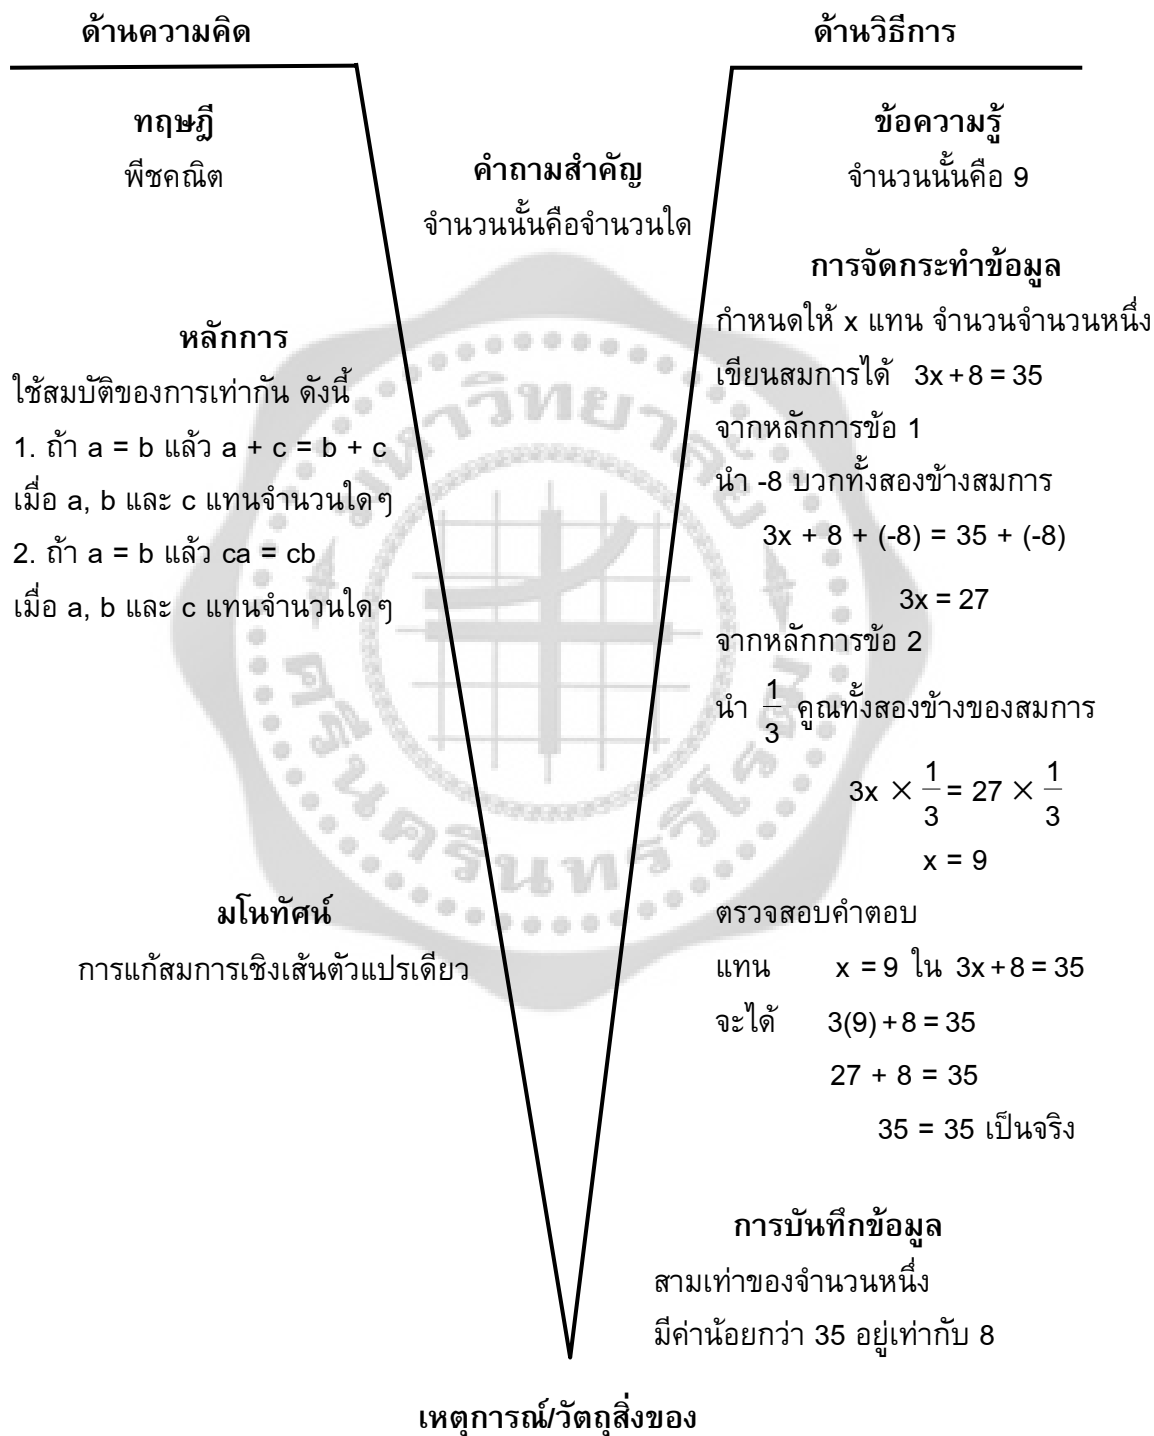 ด้านความคิด
ด้านวิธีการ
ทฤษฎี
พีชคณิต
คำถามสำคัญ
จำนวนนั้นคือจำนวนใด
ข้อความรู้
จำนวนนั้นคือ 9
หลักการ
ใช้สมบัติของการเท่ากัน ดังนี้
1. ถ้า a = b แล้ว a + c = b + c
เมื่อ a, b และ c แทนจำนวนใดๆ
2. ถ้า a = b แล้ว ca = cb
เมื่อ a, b และ c แทนจำนวนใดๆ
มโนทัศน์
การแก้สมการเชิงเส้นตัวแปรเดียว
การจัดกระทำข้อมูล
กำหนดให้ x แทน จำนวนจำนวนหนึ่ง
เขียนสมการได้ 3x + 8 = 35
จากหลักการข้อ 1
นำ -8 บวกทั้งสองข้างสมการ
3x + 8 + (-8) = 35 + (-8)
3x = 27
จากหลักการข้อ 2
นำ 1/3 คูณทั้งสองข้างของสมการ
3x × 1/3 = 27 × 1/3
x = 9
ตรวจสอบคำตอบ
แทน x = 9 ใน 3x + 8 = 35
จะได้ 3(9) + 8 = 35
27 + 8 = 35
35 = 35 เป็นจริง
การบันทึกข้อมูล
สามเท่าของจำนวนหนึ่ง
มีค่าน้อยกว่า 35 อยู่เท่ากับ 8
เหตุการณ์/วัตถุสิ่งของ
มหาวิทยาลัย
ศรีนครินทรวิโรฒ